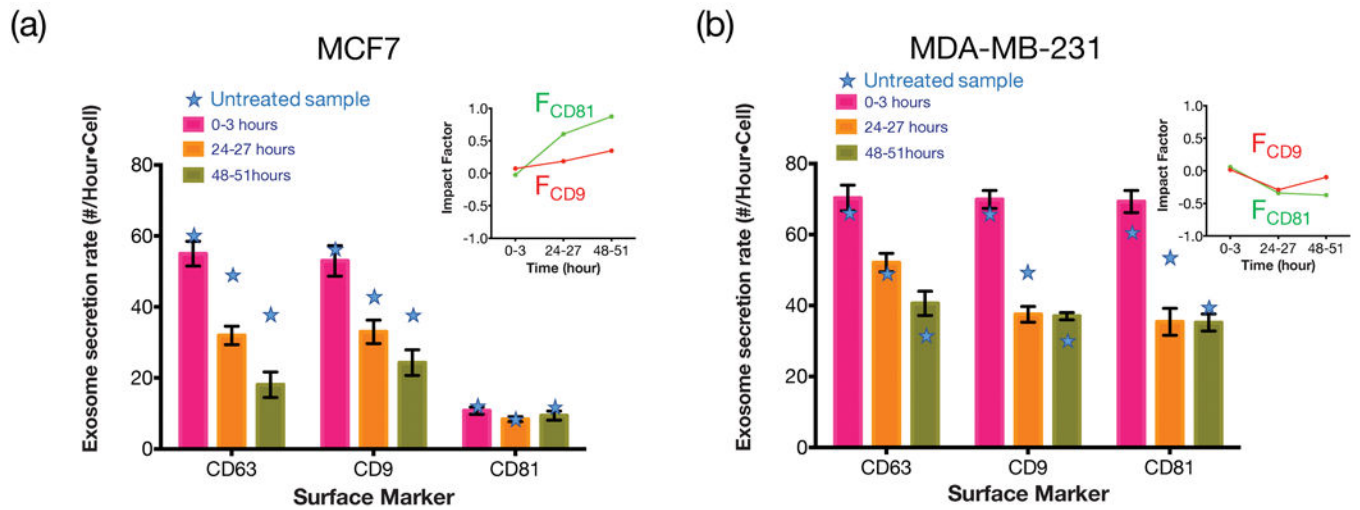 (a)
MCF7
Untreated sample
0-3 hours
24-27 hours
48-51hours
Exosome secretion rate (#/Hour•Cell)
80
60
40
20
0
CD63
CD9
CD81
Surface Marker
Impact Factor
1.0
0.5
0.0
-0.5
-1.0
FCD81
FCD9
0-3
24-27
48-51
Time (hour)
(b)
MDA-MB-231
Untreated sample
0-3 hours
24-27 hours
48-51hours
Exosome secretion rate (#/Hour•Cell)
80
60
40
20
0
CD63
CD9
CD81
Surface Marker
Impact Factor
1.0
0.5
0.0
-0.5
-1.0
FCD9
FCD81
0-3
24-27
48-51
Time (hour)